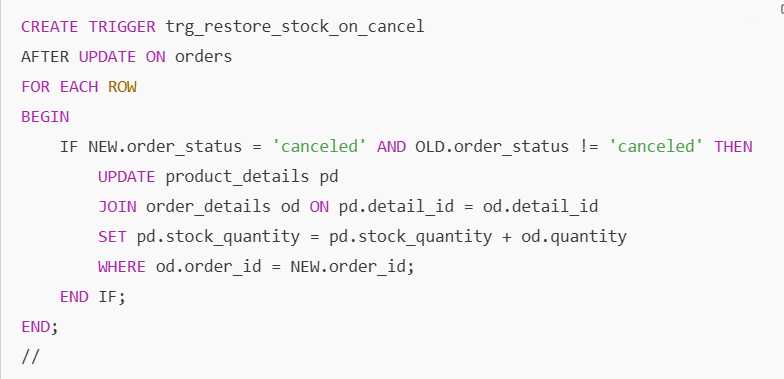 CREATE TRIGGER trg_restore_stock_on_cancel
AFTER UPDATE ON orders
FOR EACH ROW
BEGIN
    IF NEW.order_status = 'canceled' AND OLD.order_status != 'canceled' THEN
        UPDATE product_details pd
        JOIN order_details od ON pd.detail_id = od.detail_id
        SET pd.stock_quantity = pd.stock_quantity + od.quantity
        WHERE od.order_id = NEW.order_id;
    END IF;
END;
//